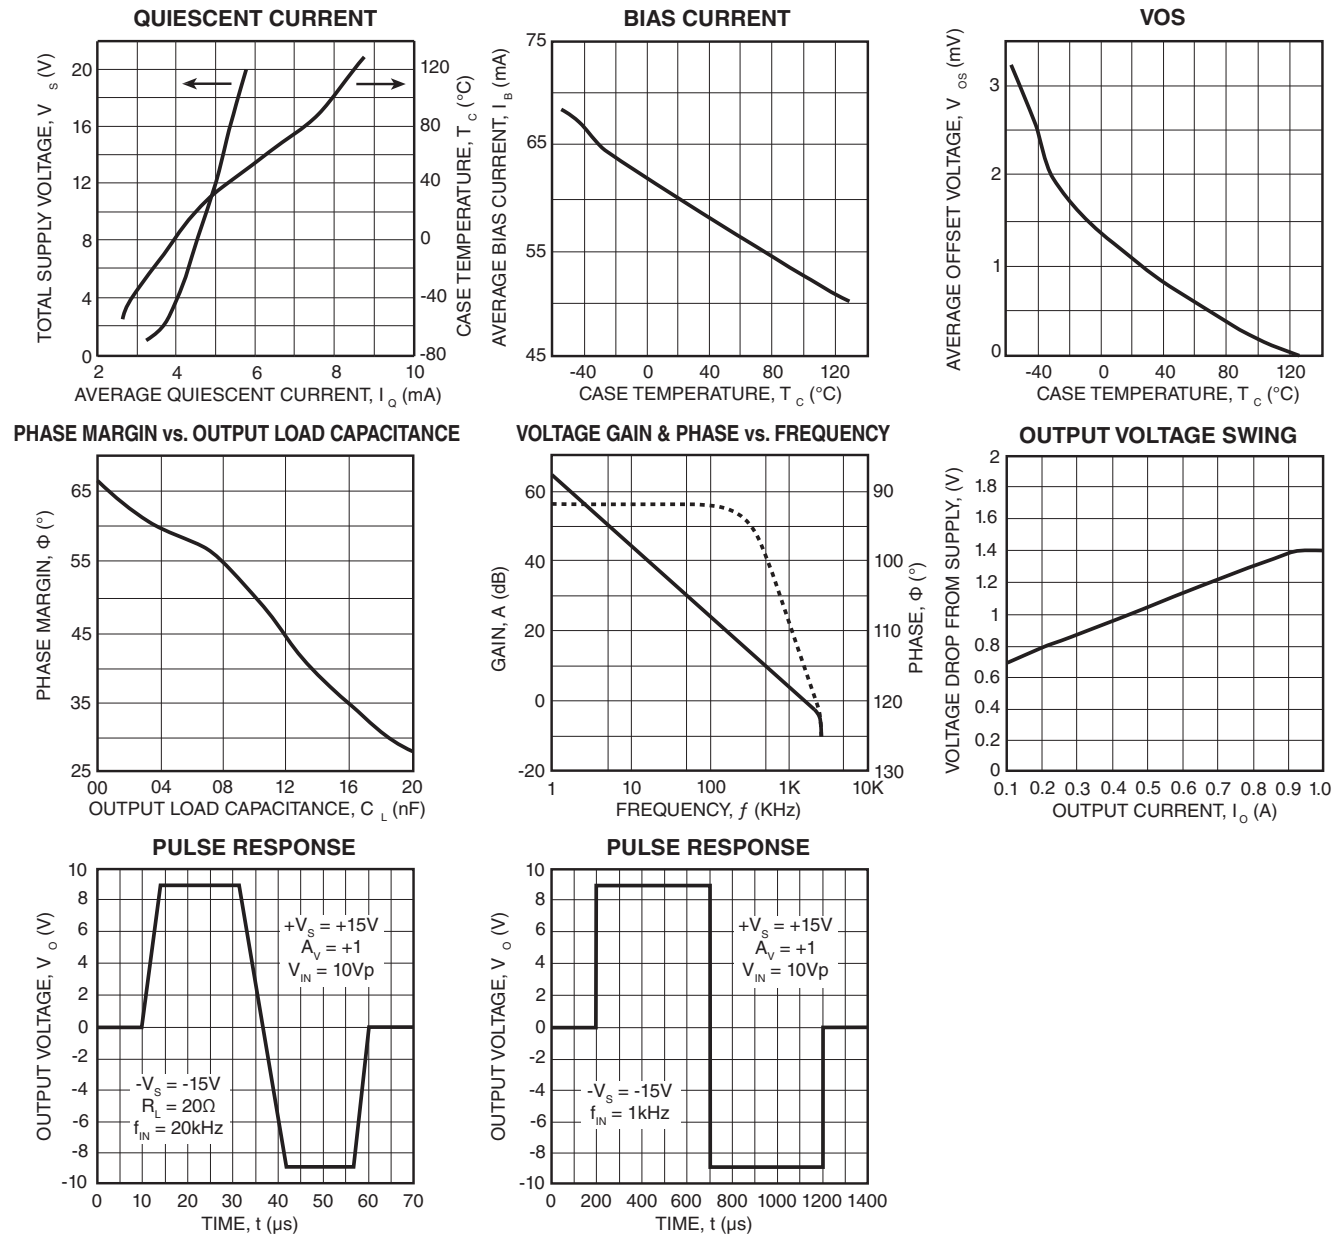 QUIESCENT CURRENT
TOTAL SUPPLY VOLTAGE, V S (V)
20
16
12
8
4
0
120
80
40
0
-40
-80
CASE TEMPERATURE, T C (°C)
2 4 6 8 10
AVERAGE QUIESCENT CURRENT, I Q (mA)
BIAS CURRENT
AVERAGE BIAS CURRENT, I B (mA)
75
65
55
45
-40 0 40 80 120
CASE TEMPERATURE, T C (°C)
VOS
AVERAGE OFFSET VOLTAGE, V OS (mV)
3
2
1
0
-40 0 40 80 120
CASE TEMPERATURE, T C (°C)
PHASE MARGIN vs. OUTPUT LOAD CAPACITANCE
PHASE MARGIN, Φ (°)
65
55
45
35
25
00 04 08 12 16 20
OUTPUT LOAD CAPACITANCE, C L (nF)
VOLTAGE GAIN & PHASE vs. FREQUENCY
GAIN, A (dB)
60
40
20
0
-20
90
100
110
120
130
PHASE, Φ (°)
1 10 100 1K 10K
FREQUENCY, ƒ (KHz)
OUTPUT VOLTAGE SWING
VOLTAGE DROP FROM SUPPLY, (V)
2
1.8
1.6
1.4
1.2
1
0.8
0.6
0.4
0.2
0
0.1 0.2 0.3 0.4 0.5 0.6 0.7 0.8 0.9 1.0
OUTPUT CURRENT, I O (A)
PULSE RESPONSE
OUTPUT VOLTAGE, V O (V)
10
8
6
4
2
0
-2
-4
-6
-8
-10
+VS = +15V
AV = +1
VIN = 10Vp
-VS = -15V
RL = 20Ω
fIN = 20kHz
0 10 20 30 40 50 60 70
TIME, t (µs)
PULSE RESPONSE
OUTPUT VOLTAGE, V O (V)
10
8
6
4
2
0
-2
-4
-6
-8
-10
+VS = +15V
AV = +1
VIN = 10Vp
-VS = -15V
fIN = 1kHz
0 200 400 600 800 1000 1200 1400
TIME, t (µs)